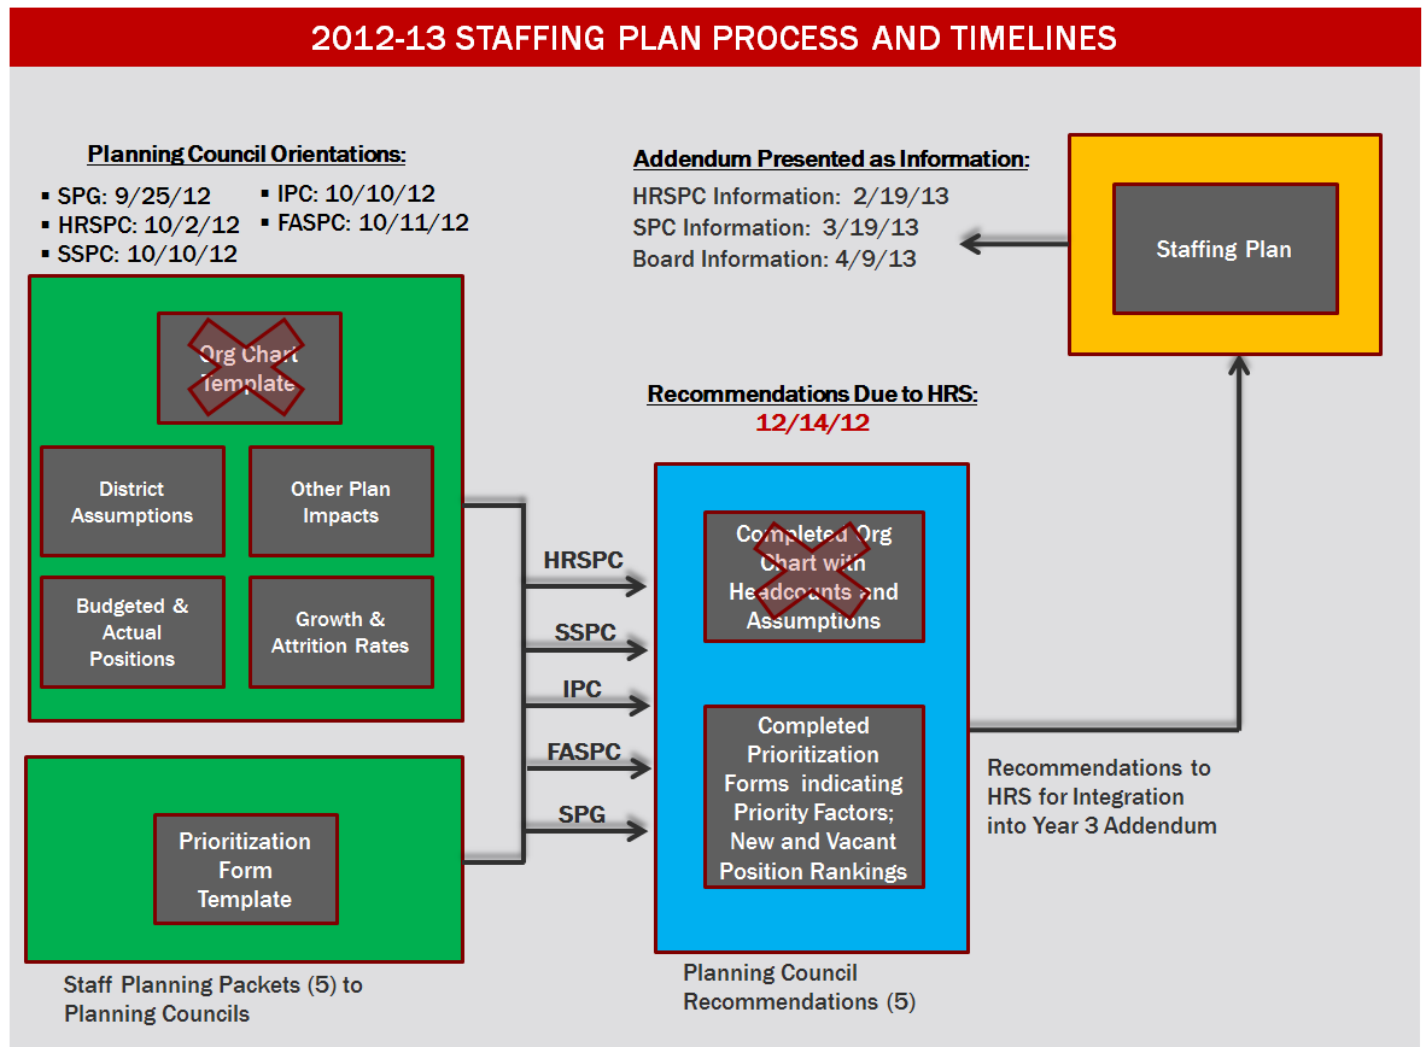 2012-13 STAFFING PLAN PROCESS AND TIMELINES
Planning Council Orientations:
▪ SPG: 9/25/12
▪ HRSPC: 10/2/12
▪ SSPC: 10/10/12
▪ IPC: 10/10/12
▪ FASPC: 10/11/12
Org Chart
Template
District
Assumptions
Other Plan
Impacts
Budgeted &
Actual
Positions
Growth &
Attrition Rates
Prioritization
Form
Template
Staff Planning Packets (5) to
Planning Councils
HRSPC
SSPC
IPC
FASPC
SPG
Recommendations Due to HRS:
12/14/12
Completed Org
Chart with
Headcounts and
Assumptions
Completed
Prioritization
Forms indicating
Priority Factors;
New and Vacant
Position Rankings
Planning Council
Recommendations (5)
Recommendations to
HRS for Integration
into Year 3 Addendum
Staffing Plan
Addendum Presented as Information:
HRSPC Information: 2/19/13
SPC Information: 3/19/13
Board Information: 4/9/13